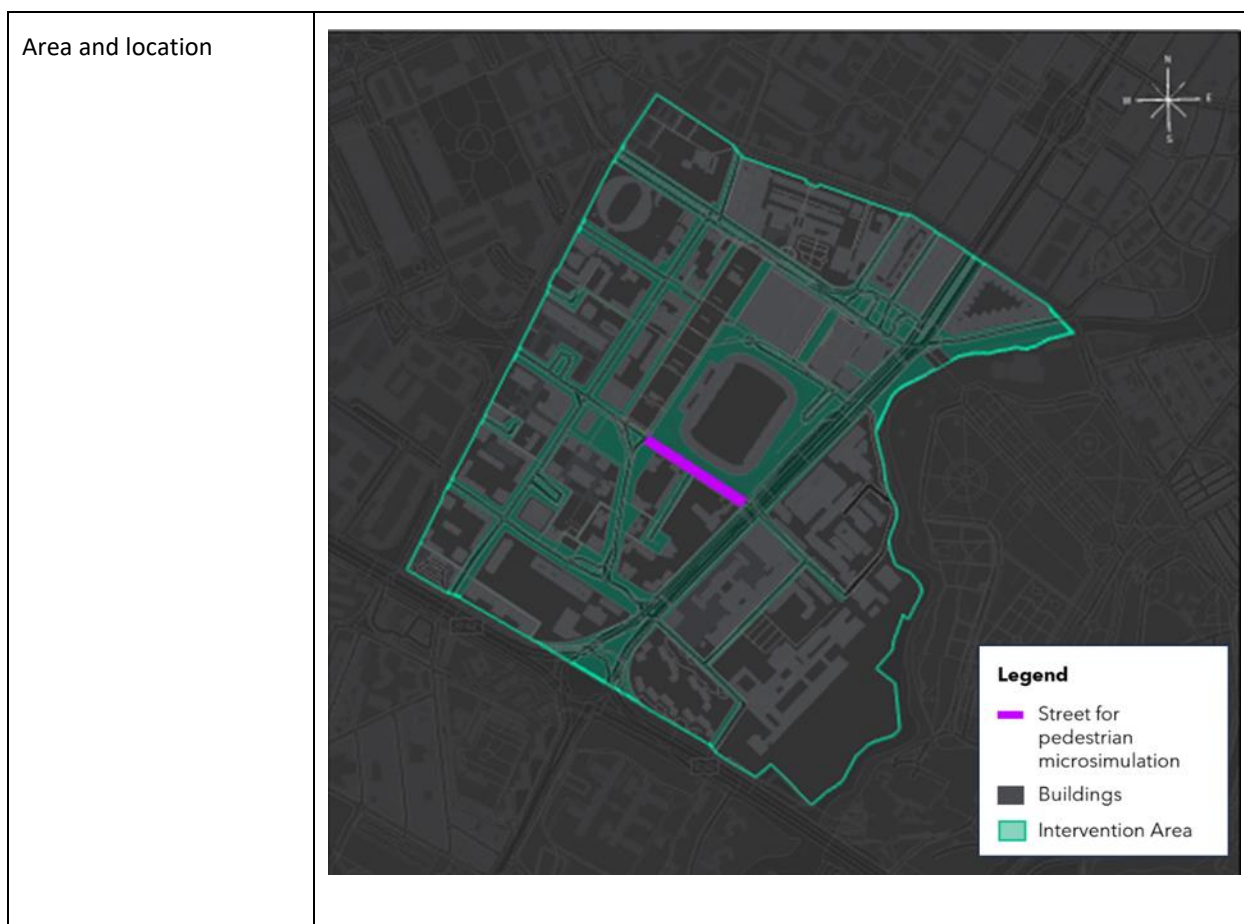 Area and location
N
W E
S
Legend
Street for
pedestrian
microsimulation
Buildings
Intervention Area